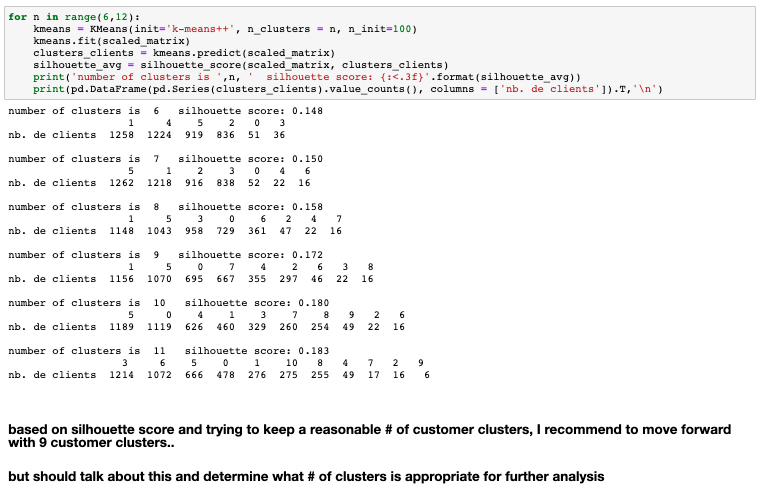 for n in range(6,12):
    kmeans = KMeans(init='k-means++', n_clusters = n, n_init=100)
    kmeans.fit(scaled_matrix)
    clusters_clients = kmeans.predict(scaled_matrix)
    silhouette_avg = silhouette_score(scaled_matrix, clusters_clients)
    print('number of clusters is ',n, '  silhouette score: {:<.3f}'.format(silhouette_avg))
    print(pd.DataFrame(pd.Series(clusters_clients).value_counts(), columns = ['nb. de clients']).T,'\n')
number of clusters is  6   silhouette score: 0.148
1 4 5 2 0 3
nb. de clients 1258 1224 919 836 51 36
number of clusters is  7   silhouette score: 0.150
5 1 2 3 0 4 6
nb. de clients 1262 1218 916 838 52 22 16
number of clusters is  8   silhouette score: 0.158
1 5 3 0 6 2 4 7
nb. de clients 1148 1043 958 729 361 47 22 16
number of clusters is  9   silhouette score: 0.172
1 5 0 7 4 2 6 3 8
nb. de clients 1156 1070 695 667 355 297 46 22 16
number of clusters is  10   silhouette score: 0.180
5 0 4 1 3 7 8 9 2 6
nb. de clients 1189 1119 626 460 329 260 254 49 22 16
number of clusters is  11   silhouette score: 0.183
3 6 5 0 1 10 8 4 7 2 9
nb. de clients 1214 1072 666 478 276 275 255 49 17 16 6
based on silhouette score and trying to keep a reasonable # of customer clusters, I recommend to move forward
with 9 customer clusters..
but should talk about this and determine what # of clusters is appropriate for further analysis